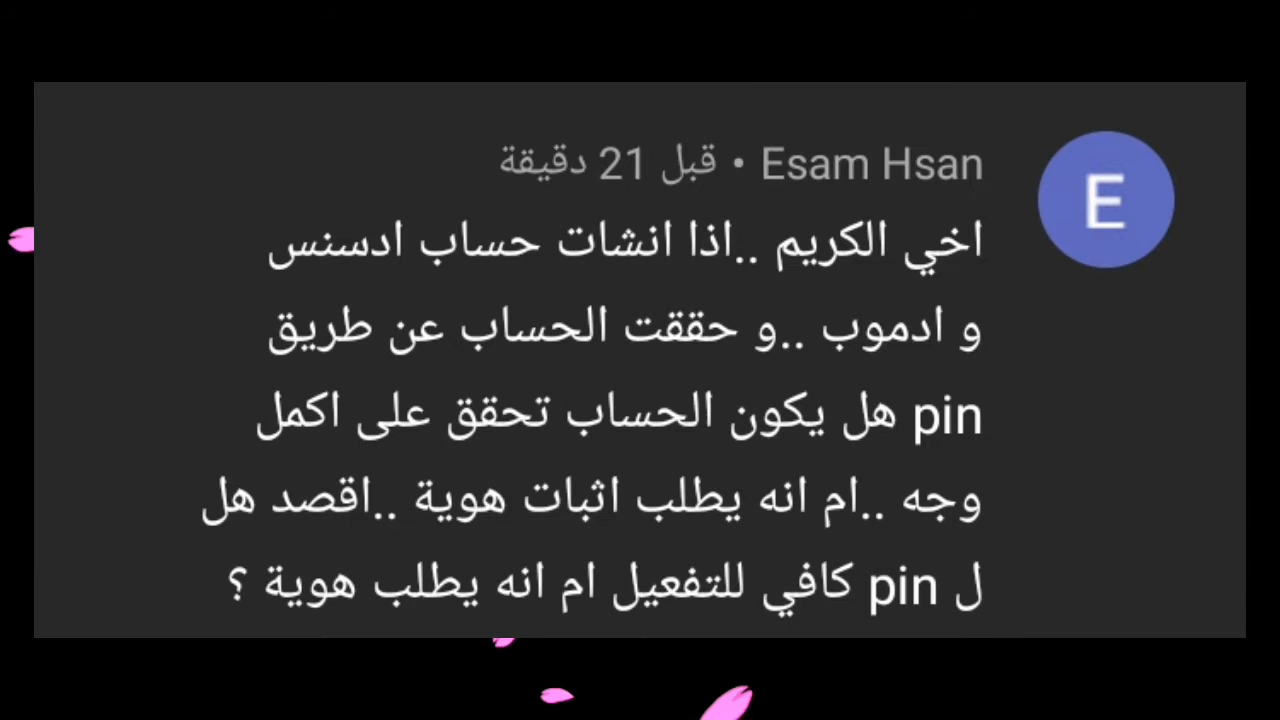 E
Esam Hsan • قبل 21 دقيقة
اخي الكريم ..اذا انشات حساب ادسنس
و ادموب ..و حققت الحساب عن طريق
pin هل يكون الحساب تحقق على اكمل
وجه ..ام انه يطلب اثبات هوية ..اقصد هل
ل pin كافي للتفعيل ام انه يطلب هوية ؟